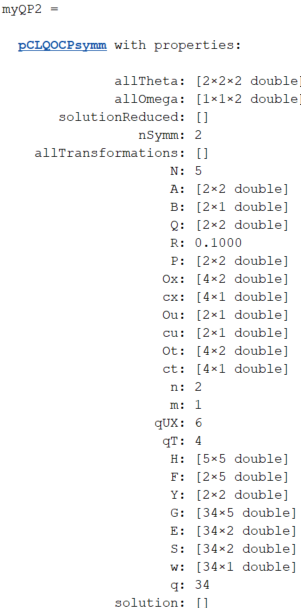 myQP2 =
pCLQOCPsymm with properties:
allTheta: [2×2×2 double]
allOmega: [1×1×2 double]
solutionReduced: []
nSymm: 2
allTransformations: []
N: 5
A: [2×2 double]
B: [2×1 double]
Q: [2×2 double]
R: 0.1000
P: [2×2 double]
Ox: [4×2 double]
cx: [4×1 double]
Ou: [2×1 double]
cu: [2×1 double]
Ot: [4×2 double]
ct: [4×1 double]
n: 2
m: 1
qUX: 6
qT: 4
H: [5×5 double]
F: [2×5 double]
Y: [2×2 double]
G: [34×5 double]
E: [34×2 double]
S: [34×2 double]
w: [34×1 double]
q: 34
solution: []